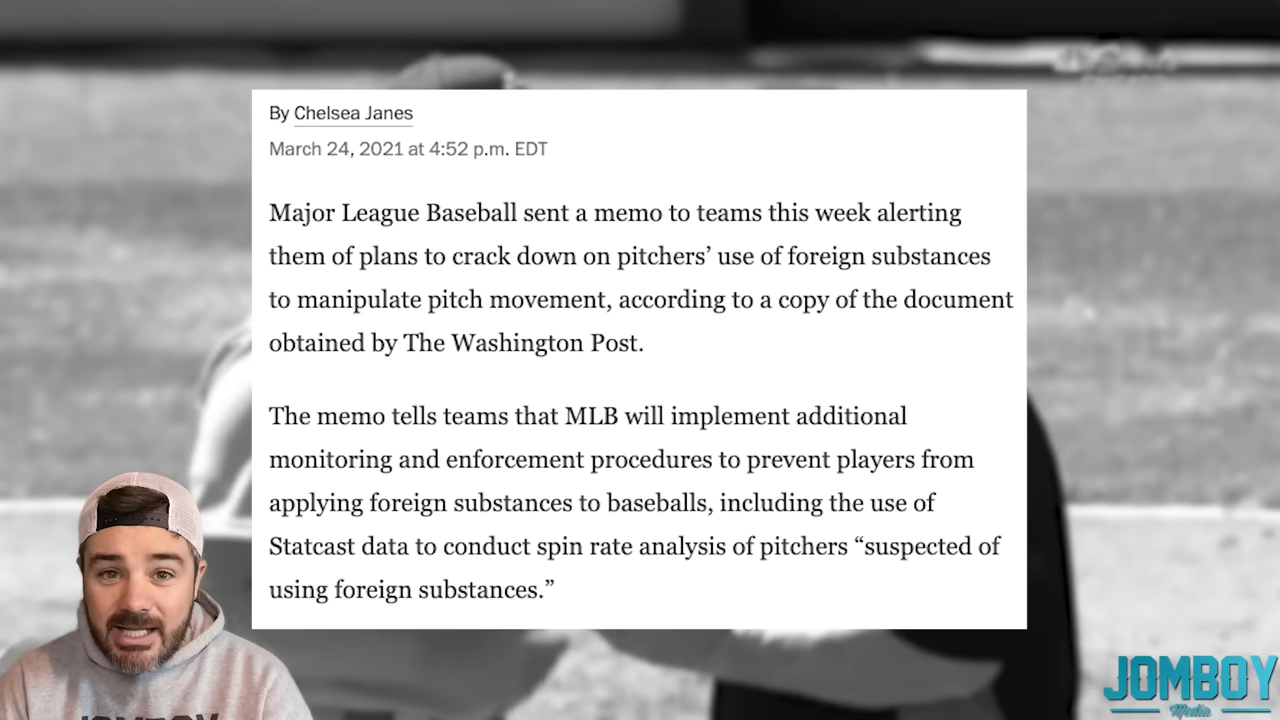 By Chelsea Janes
March 24, 2021 at 4:52 p.m. EDT
Major League Baseball sent a memo to teams this week alerting
them of plans to crack down on pitchers’ use of foreign substances
to manipulate pitch movement, according to a copy of the document
obtained by The Washington Post.
The memo tells teams that MLB will implement additional
monitoring and enforcement procedures to prevent players from
applying foreign substances to baseballs, including the use of
Statcast data to conduct spin rate analysis of pitchers “suspected of
using foreign substances.”
JOMBOY
JOMBOY
Media